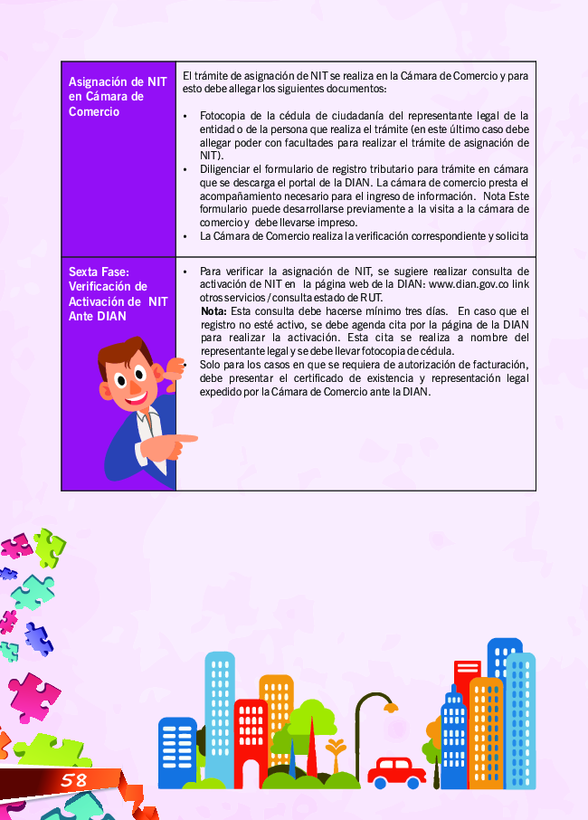 Asignación de NIT
en Cámara de
Comercio
El trámite de asignación de NIT se realiza en la Cámara de Comercio y para
esto debe allegar los siguientes documentos:
• Fotocopia de la cédula de ciudadanía del representante legal de la
entidad o de la persona que realiza el trámite (en este último caso debe
allegar poder con facultades para realizar el trámite de asignación de
NIT).
• Diligenciar el formulario de registro tributario para trámite en cámara
que se descarga el portal de la DIAN. La cámara de comercio presta el
acompañamiento necesario para el ingreso de información. Nota Este
formulario puede desarrollarse previamente a la visita a la cámara de
comercio y debe llevarse impreso.
• La Cámara de Comercio realiza la verificación correspondiente y solicita
Sexta Fase:
Verificación de
Activación de NIT
Ante DIAN
• Para verificar la asignación de NIT, se sugiere realizar consulta de
activación de NIT en la página web de la DIAN: www.dian.gov.co link
otros servicios / consulta estado de RUT.
Nota: Esta consulta debe hacerse mínimo tres días. En caso que el
registro no esté activo, se debe agenda cita por la página de la DIAN
para realizar la activación. Esta cita se realiza a nombre del
representante legal y se debe llevar fotocopia de cédula.
• Solo para los casos en que se requiera de autorización de facturación,
debe presentar el certificado de existencia y representación legal
expedido por la Cámara de Comercio ante la DIAN.
58